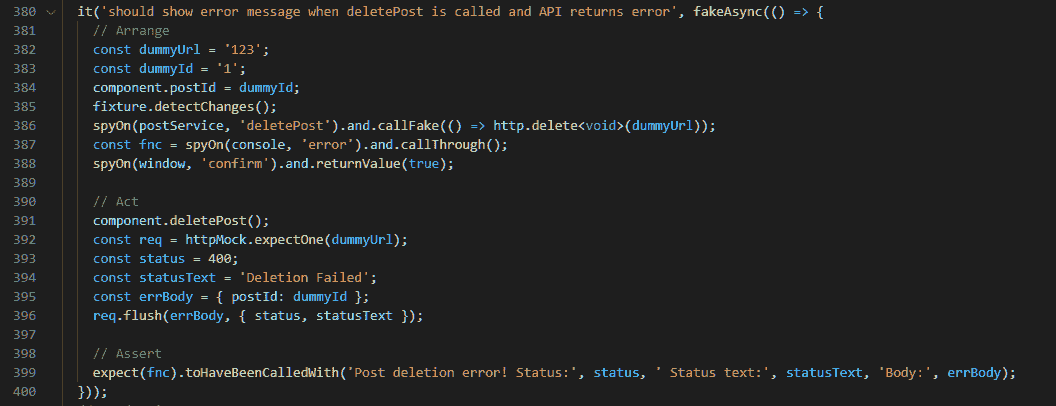 380 it('should show error message when deletePost is called and API returns error', fakeAsync(() => {
381 // Arrange
382 const dummyUrl = '123';
383 const dummyId = '1';
384 component.postId = dummyId;
385 fixture.detectChanges();
386 spyOn(postService, 'deletePost').and.callFake(() => http.delete<void>(dummyUrl));
387 const fnc = spyOn(console, 'error').and.callThrough();
388 spyOn(window, 'confirm').and.returnValue(true);
389
390 // Act
391 component.deletePost();
392 const req = httpMock.expectOne(dummyUrl);
393 const status = 400;
394 const statusText = 'Deletion Failed';
395 const errBody = { postId: dummyId };
396 req.flush(errBody, { status, statusText });
397
398 // Assert
399 expect(fnc).toHaveBeenCalledWith('Post deletion error! Status:', status, ' Status text:', statusText, 'Body:', errBody);
400 }));